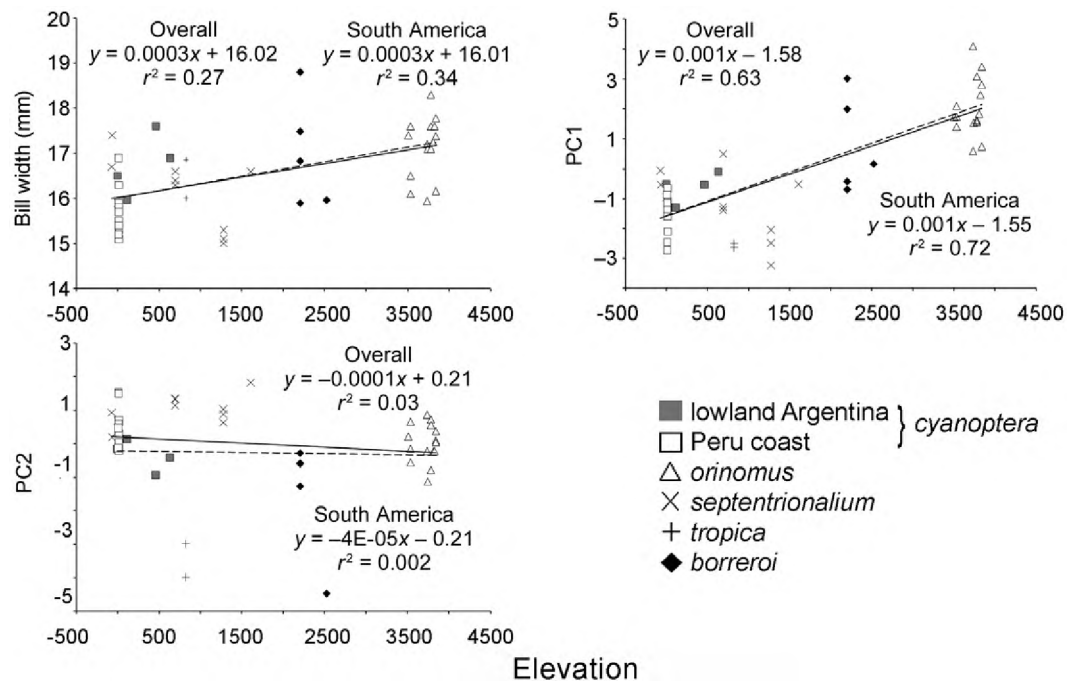 20
19
18
17
16
15
14
Bill width (mm)
Overall
y = 0.0003x + 16.02
r² = 0.27
South America
y = 0.0003x + 16.01
r² = 0.34
-500 500 1500 2500 3500 4500
5
3
1
−1
−3
PC1
Overall
y = 0.001x – 1.58
r² = 0.63
South America
y = 0.001x – 1.55
r² = 0.72
-500 500 1500 2500 3500 4500
3
1
-1
-3
-5
PC2
Overall
y = –0.0001x + 0.21
r² = 0.03
South America
y = –4E-05x – 0.21
r² = 0.002
-500 500 1500 2500 3500 4500
lowland Argentina } cyanoptera
Peru coast
orinomus
septentrionalium
tropica
borreroi
Elevation